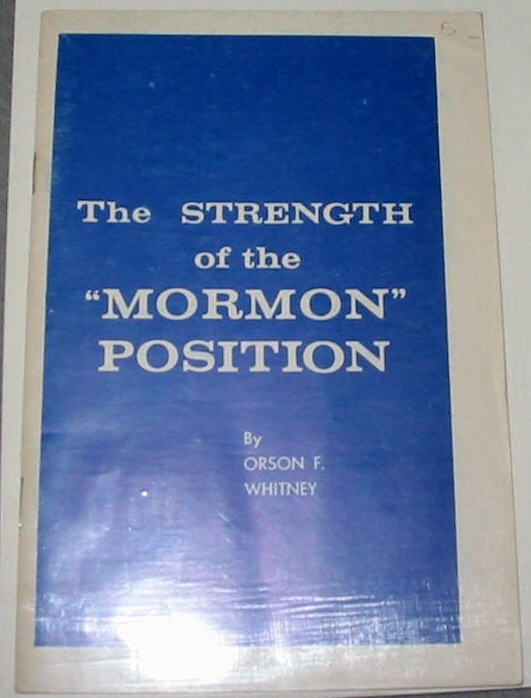 The STRENGTH
of the
“MORMON”
POSITION
By
ORSON F.
WHITNEY